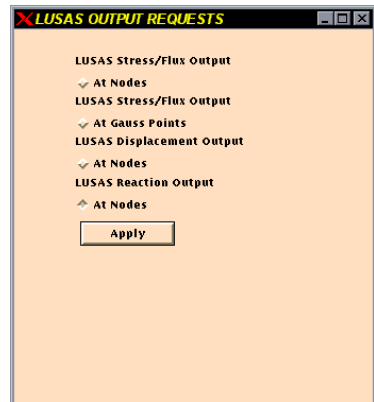 LUSAS OUTPUT REQUESTS
LUSAS Stress/Flux Output
At Nodes
LUSAS Stress/Flux Output
At Gauss Points
LUSAS Displacement Output
At Nodes
LUSAS Reaction Output
At Nodes
Apply